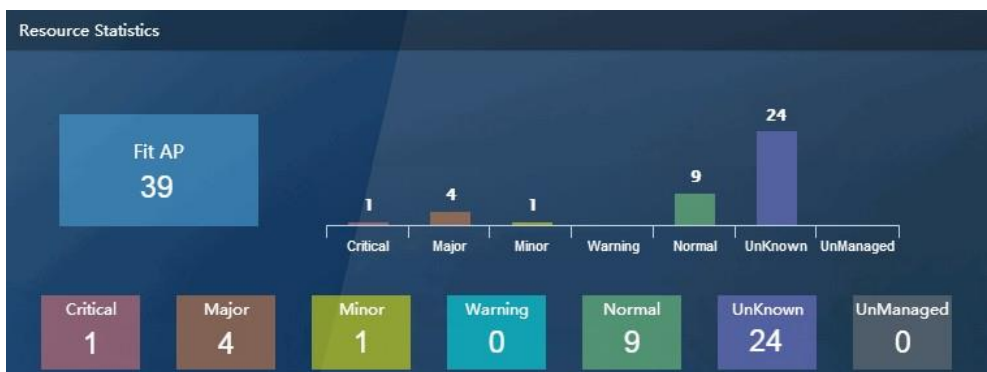 Resource Statistics
Fit AP
39
24
9
4
1
1
Critical Major Minor Warning Normal UnKnown UnManaged
Critical Major Minor Warning Normal UnKnown UnManaged
1 4 1 0 9 24 0